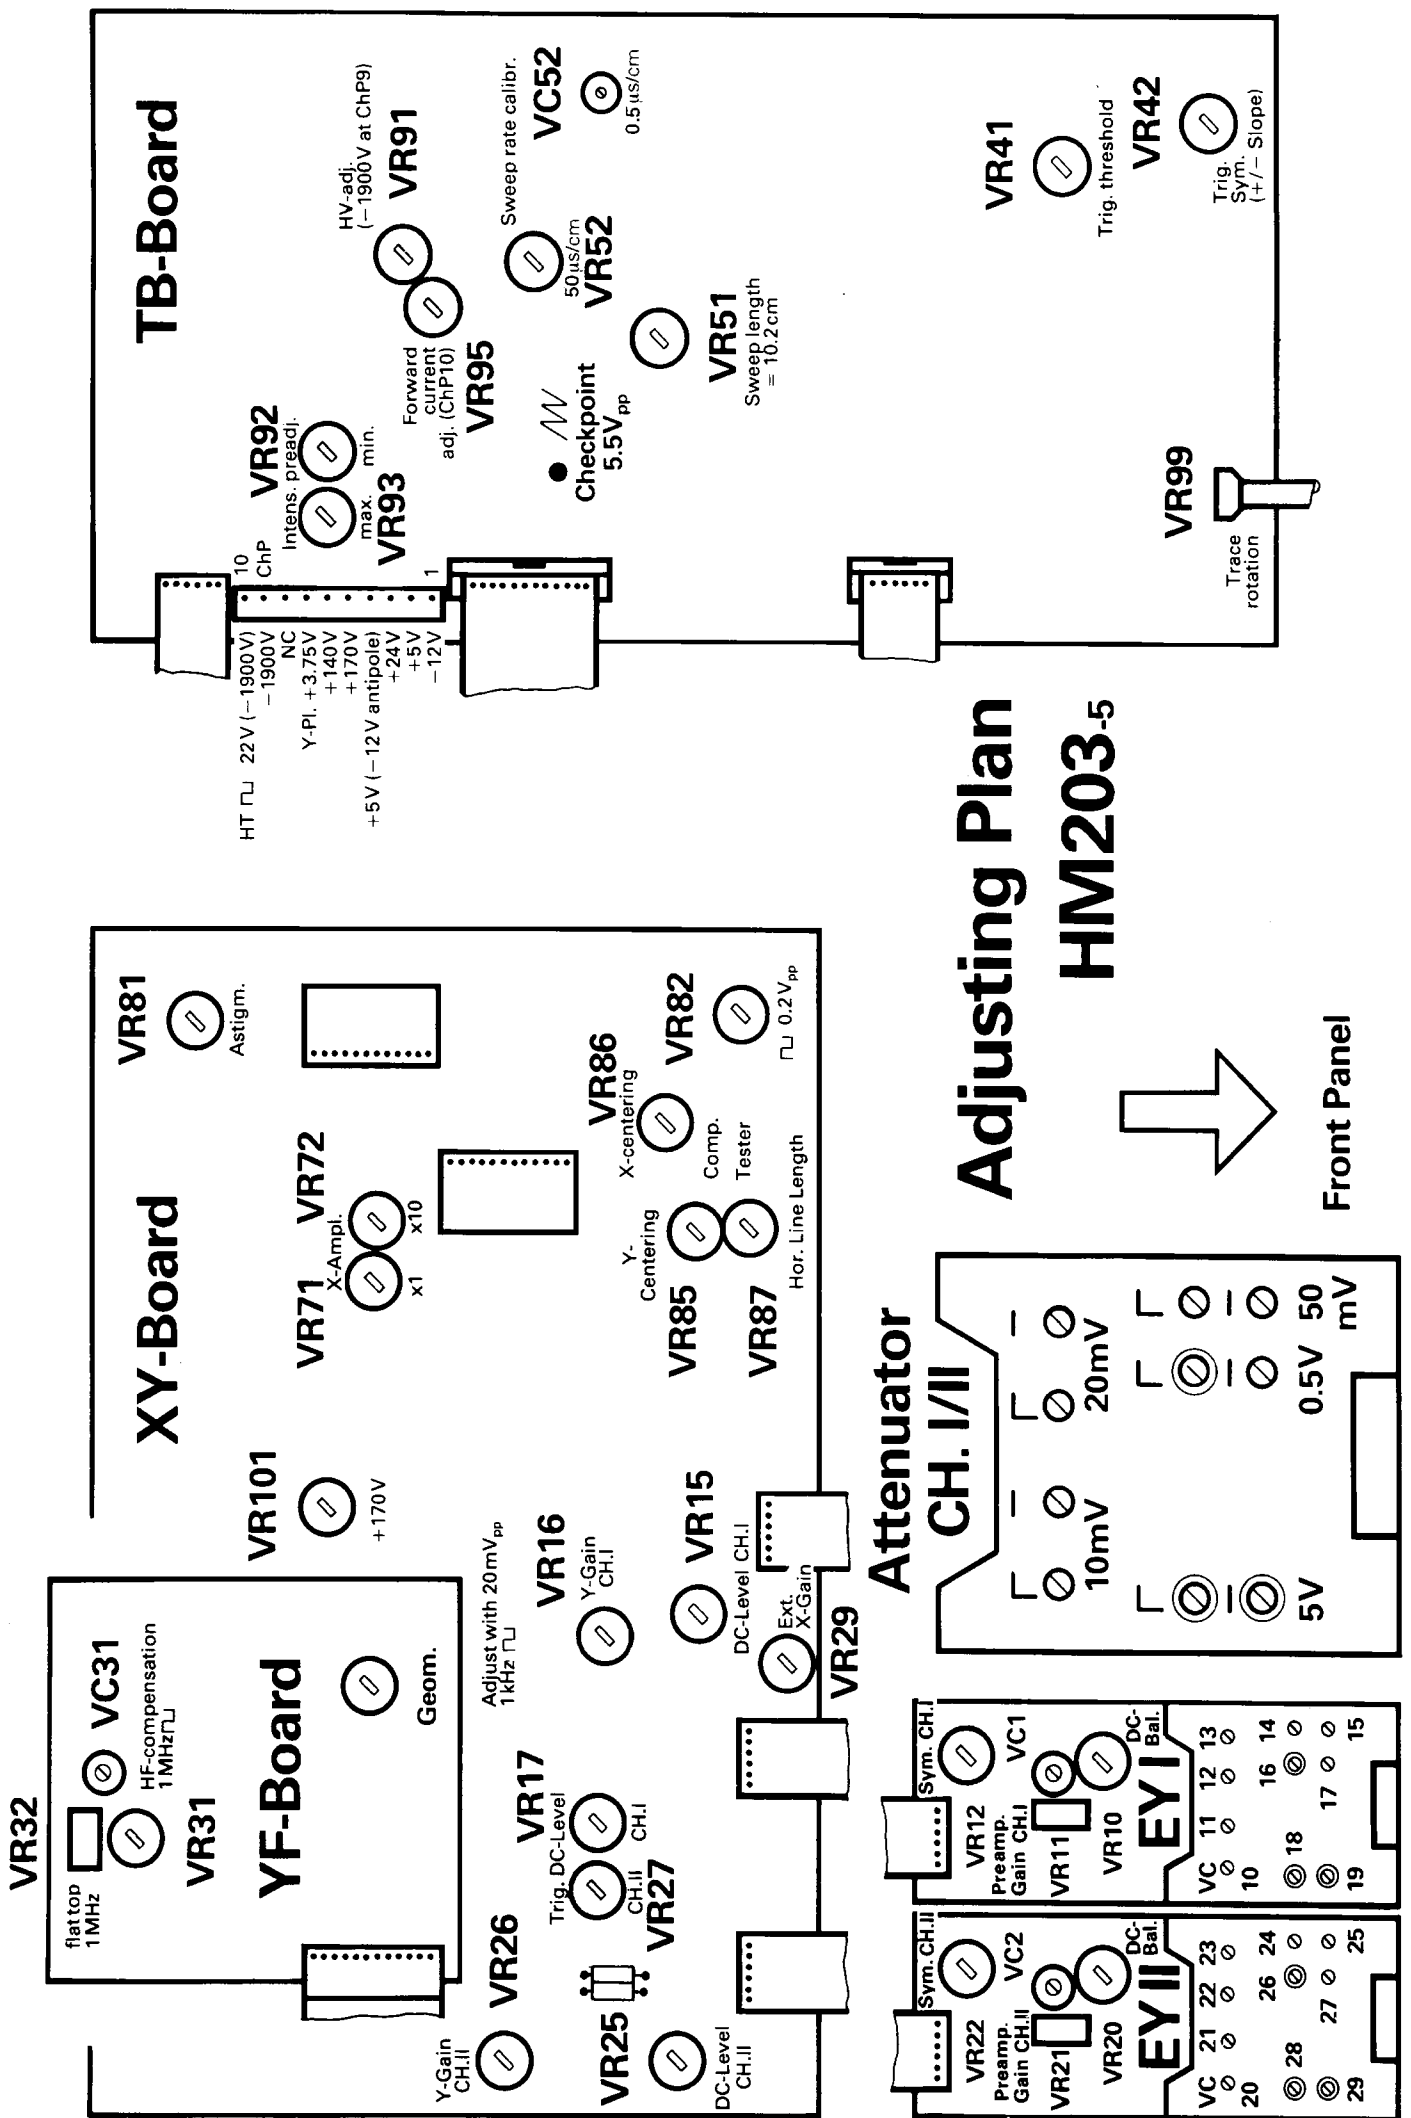 TB-Board
HV-adj.
(−1900V at ChP9)
VR91
Sweep rate calibr.
VC52
0.5µs/cm
50µs/cm
VR52
Forward
current
adj. (ChP10)
VR95
VR92
Intens. preadj.
min.
max.
VR93
Checkpoint
5.5Vpp
VR51
Sweep length
= 10.2cm
VR41
Trig. threshold
VR42
Trig.
Sym.
(+/− Slope)
VR99
Trace
rotation
10
ChP
1
HT ⊓⊔ 22V (−1900V)
−1900V
NC
Y-Pl. +3.75V
+140V
+170V
+5V (−12V antipole)
+24V
+5V
−12V
Adjusting Plan
HM203-5
Front Panel
XY-Board
VR81
Astigm.
VR72
X-Ampl.
x10
VR71
x1
VR86
X-centering
VR82
⊓⊔ 0.2Vpp
Comp.
Tester
Y-
Centering
VR85
VR87
Hor. Line Length
VR101
+170V
VR16
Y-Gain
CH.I
Adjust with 20mVpp
1kHz ⊓⊔
VR15
DC-Level CH.I
Ext.
X-Gain
VR29
VR17
Trig. DC-Level
CH.I
CH.II
VR27
VR26
Y-Gain
CH.II
VR25
DC-Level
CH.II
YF-Board
VR32
flat top
1MHz
VC31
HF-compensation
1MHz ⊓⊔
VR31
Geom.
Attenuator
CH. I/II
10mV
20mV
5V
0.5V
50
mV
Sym. CH.I
VR12
VC1
Preamp.
Gain CH.I
VR11
VR10
DC-
Bal.
EY I
VC
11
12
13
10
18
16
14
17
19
15
Sym. CH.II
VR22
VC2
Preamp.
Gain CH.II
VR21
VR20
DC-
Bal.
EY II
VC
21
22
23
20
28
26
24
27
29
25